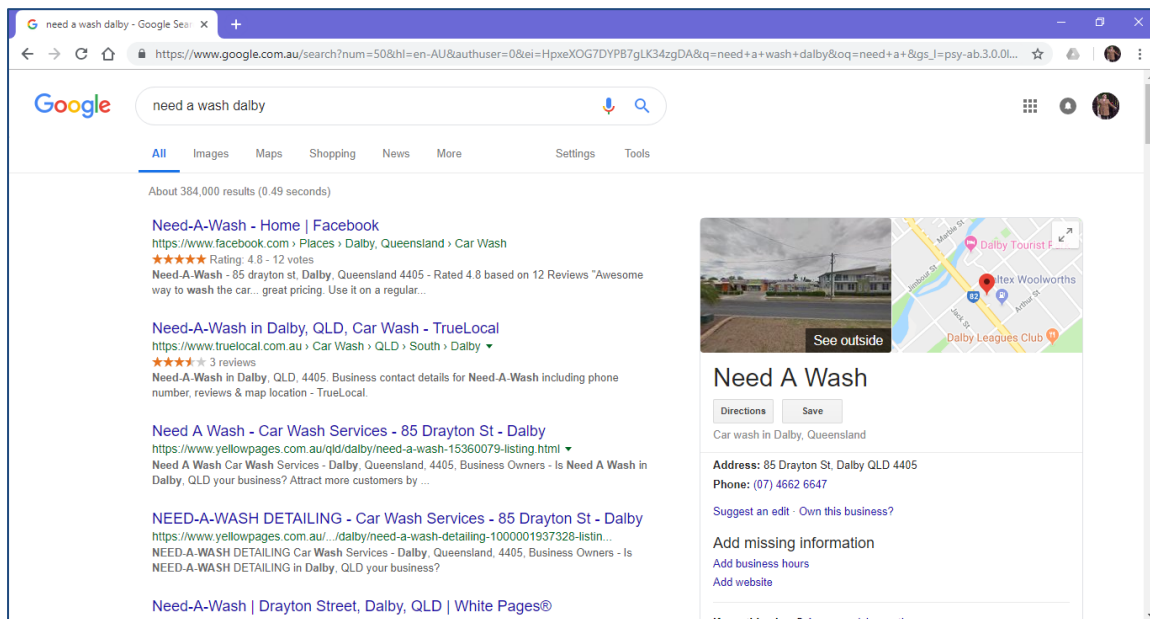 need a wash dalby - Google Sear
https://www.google.com.au/search?num=50&hl=en-AU&authuser=0&ei=HpxeXOG7DYPB7gLK34zgDA&q=need+a+wash+dalby&oq=need+a+&gs_l=psy-ab.3.0.0l...
Google
need a wash dalby
All Images Maps Shopping News More Settings Tools
About 384,000 results (0.49 seconds)
Need-A-Wash - Home | Facebook
https://www.facebook.com › Places › Dalby, Queensland › Car Wash
Rating: 4.8 - 12 votes
Need-A-Wash - 85 drayton st, Dalby, Queensland 4405 - Rated 4.8 based on 12 Reviews "Awesome
way to wash the car... great pricing. Use it on a regular...
Need-A-Wash in Dalby, QLD, Car Wash - TrueLocal
https://www.truelocal.com.au › Car Wash › QLD › South › Dalby
3 reviews
Need-A-Wash in Dalby, QLD, 4405. Business contact details for Need-A-Wash including phone
number, reviews & map location - TrueLocal.
Need A Wash - Car Wash Services - 85 Drayton St - Dalby
https://www.yellowpages.com.au/qld/dalby/need-a-wash-15360079-listing.html
Need A Wash Car Wash Services - Dalby, Queensland, 4405, Business Owners - Is Need A Wash in
Dalby, QLD your business? Attract more customers by ...
NEED-A-WASH DETAILING - Car Wash Services - 85 Drayton St - Dalby
https://www.yellowpages.com.au/.../dalby/need-a-wash-detailing-1000001937328-listin...
NEED-A-WASH DETAILING Car Wash Services - Dalby, Queensland, 4405, Business Owners - Is
NEED-A-WASH DETAILING in Dalby, QLD your business?
Need-A-Wash | Drayton Street, Dalby, QLD | White Pages®
See outside
Marble St
Dalby Tourist P
Jimbour St
ltex Woolworths
82
Arthur St
Jack St
Dalby Leagues Club
Need A Wash
Directions Save
Car wash in Dalby, Queensland
Address: 85 Drayton St, Dalby QLD 4405
Phone: (07) 4662 6647
Suggest an edit · Own this business?
Add missing information
Add business hours
Add website